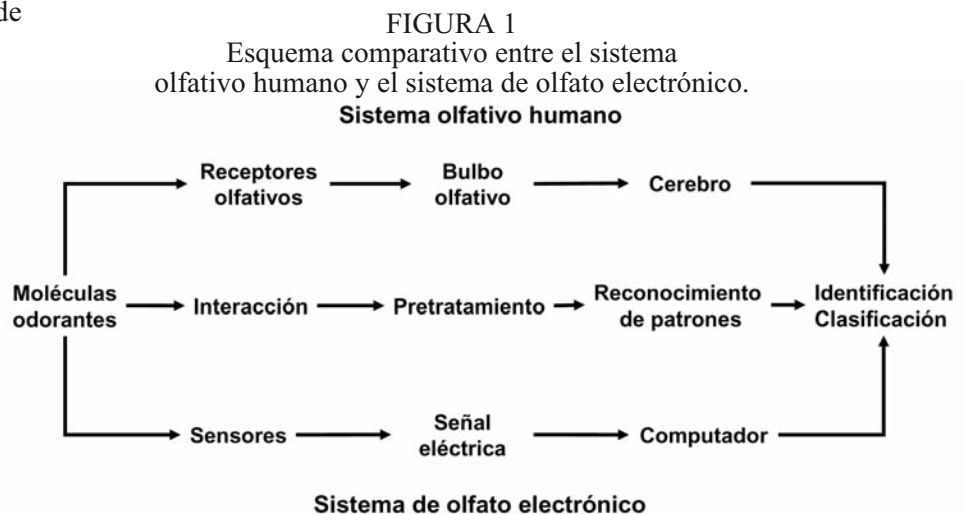 de
FIGURA 1
Esquema comparativo entre el sistema
olfativo humano y el sistema de olfato electrónico.
Sistema olfativo humano
Receptores
olfativos
Bulbo
olfativo
Cerebro
Moléculas
odorantes
Interacción
Pretratamiento
Reconocimiento
de patrones
Identificación
Clasificación
Sensores
Señal
eléctrica
Computador
Sistema de olfato electrónico